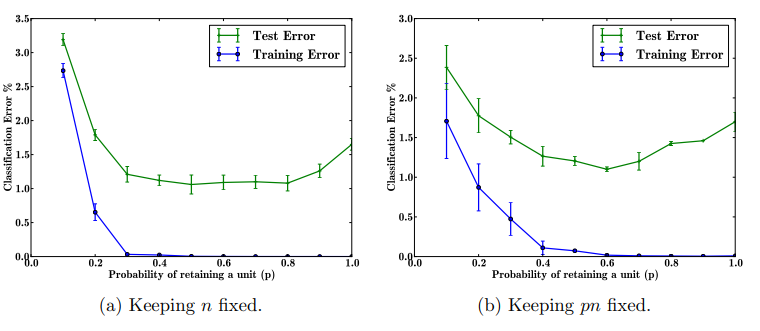 3.5
3.0
2.5
2.0
1.5
1.0
0.5
0.0
0.2
0.4
0.6
0.8
1.0
Classification Error %
Probability of retaining a unit (p)
Test Error
Training Error
(a) Keeping n fixed.
3.0
2.5
2.0
1.5
1.0
0.5
0.0
0.0
0.2
0.4
0.6
0.8
1.0
Classification Error %
Probability of retaining a unit (p)
Test Error
Training Error
(b) Keeping pn fixed.